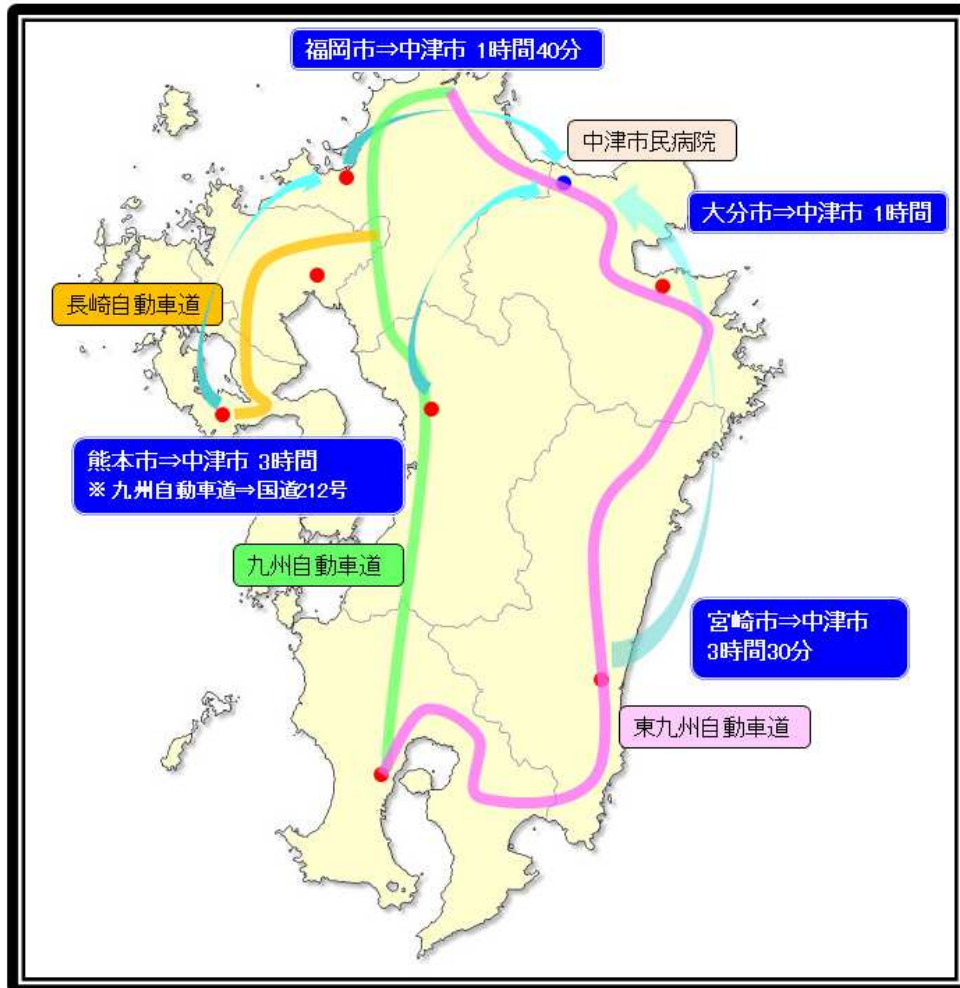 福岡市⇒中津市 1時間40分
中津市民病院
大分市⇒中津市 1時間
長崎自動車道
熊本市⇒中津市 3時間
※ 九州自動車道⇒国道212号
九州自動車道
宮崎市⇒中津市
3時間30分
東九州自動車道